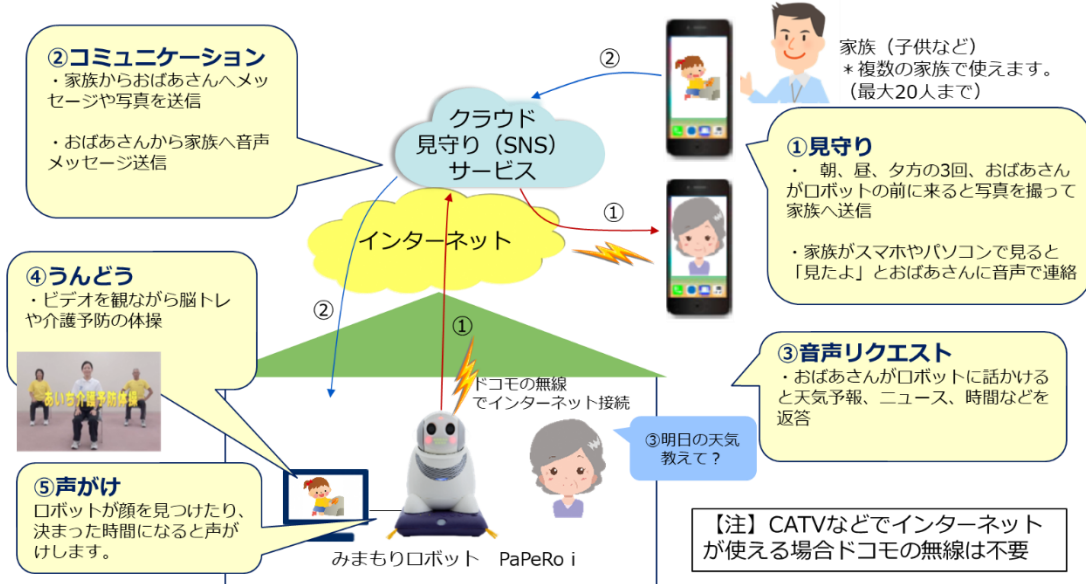 ②コミュニケーション
・家族からおばあさんへメッ
セージや写真を送信
・おばあさんから家族へ音声
メッセージ送信
②
クラウド
見守り（SNS）
サービス
家族（子供など）
＊複数の家族で使えます。
（最大20人まで）
①見守り
・　朝、昼、夕方の3回、おばあさん
がロボットの前に来ると写真を撮って
家族へ送信
・家族がスマホやパソコンで見ると
「見たよ」とおばあさんに音声で連絡
①
インターネット
④うんどう
・ビデオを観ながら脳トレ
や介護予防の体操
あいち介護予防体操
②
①
ドコモの無線
でインターネット接続
③音声リクエスト
・おばあさんがロボットに話かける
と天気予報、ニュース、時間などを
返答
③明日の天気
教えて？
⑤声がけ
ロボットが顔を見つけたり、
決まった時間になると声が
けします。
みまもりロボット　PaPeRo i
【注】CATVなどでインターネット
が使える場合ドコモの無線は不要